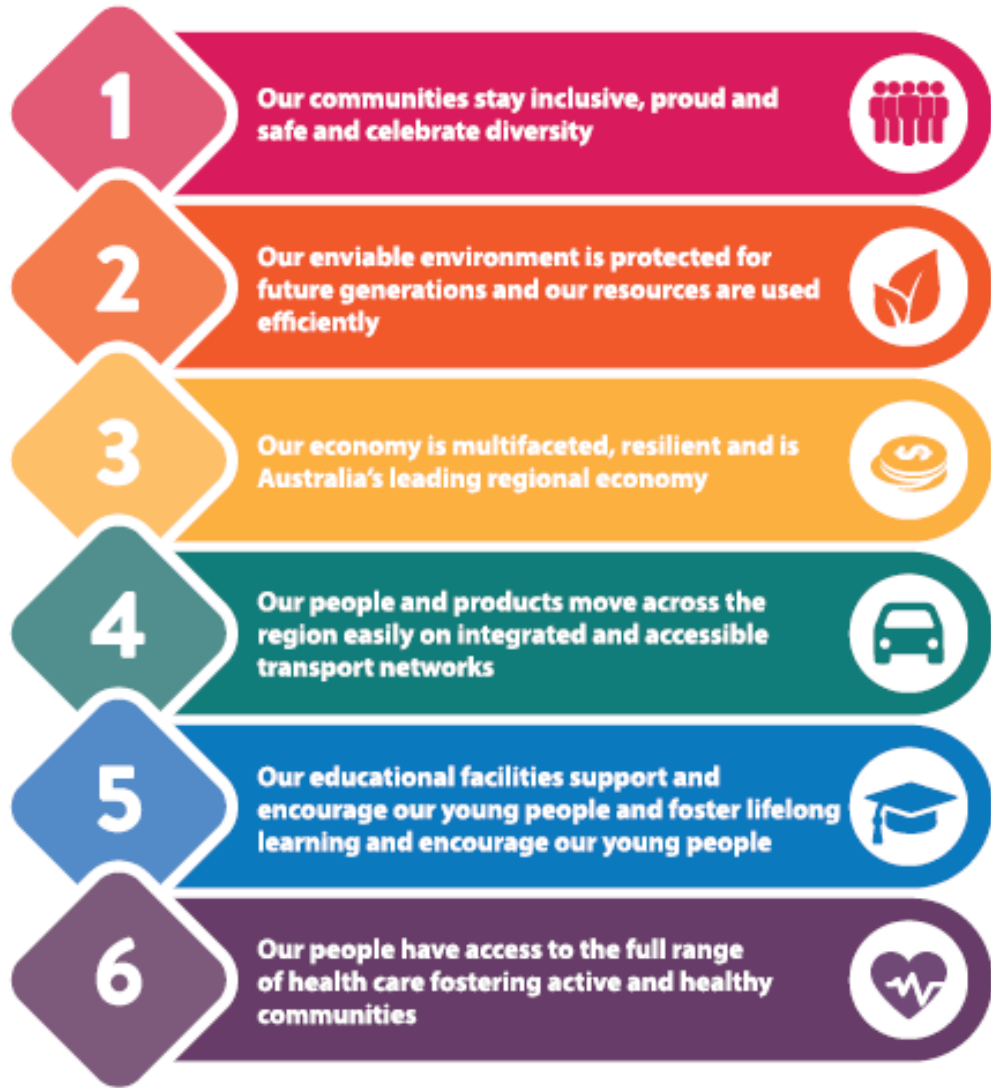 1
Our communities stay inclusive, proud and
safe and celebrate diversity
2
Our enviable environment is protected for
future generations and our resources are used
efficiently
3
Our economy is multifaceted, resilient and is
Australia's leading regional economy
4
Our people and products move across the
region easily on integrated and accessible
transport networks
5
Our educational facilities support and
encourage our young people and foster lifelong
learning and encourage our young people
6
Our people have access to the full range
of health care fostering active and healthy
communities